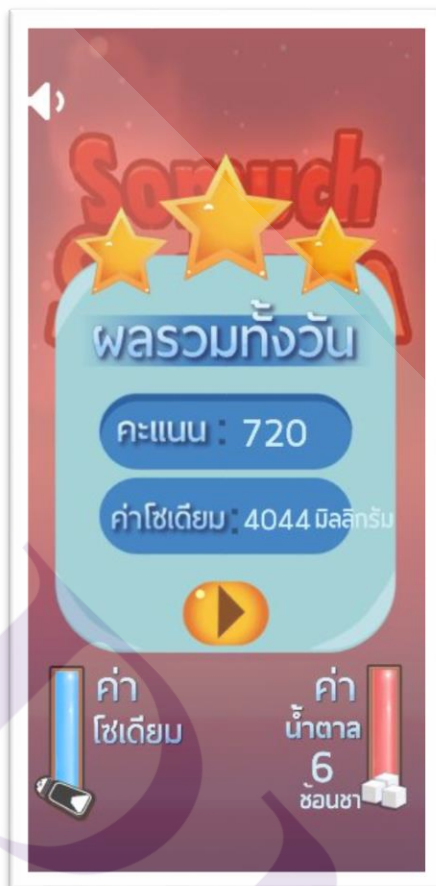 Somuch
ผลรวมทั้งวัน
คะแนน : 720
ค่าโซเดียม : 4044 มิลลิกรัม
ค่า
โซเดียม
ค่า
น้ำตาล
6
ช้อนชา